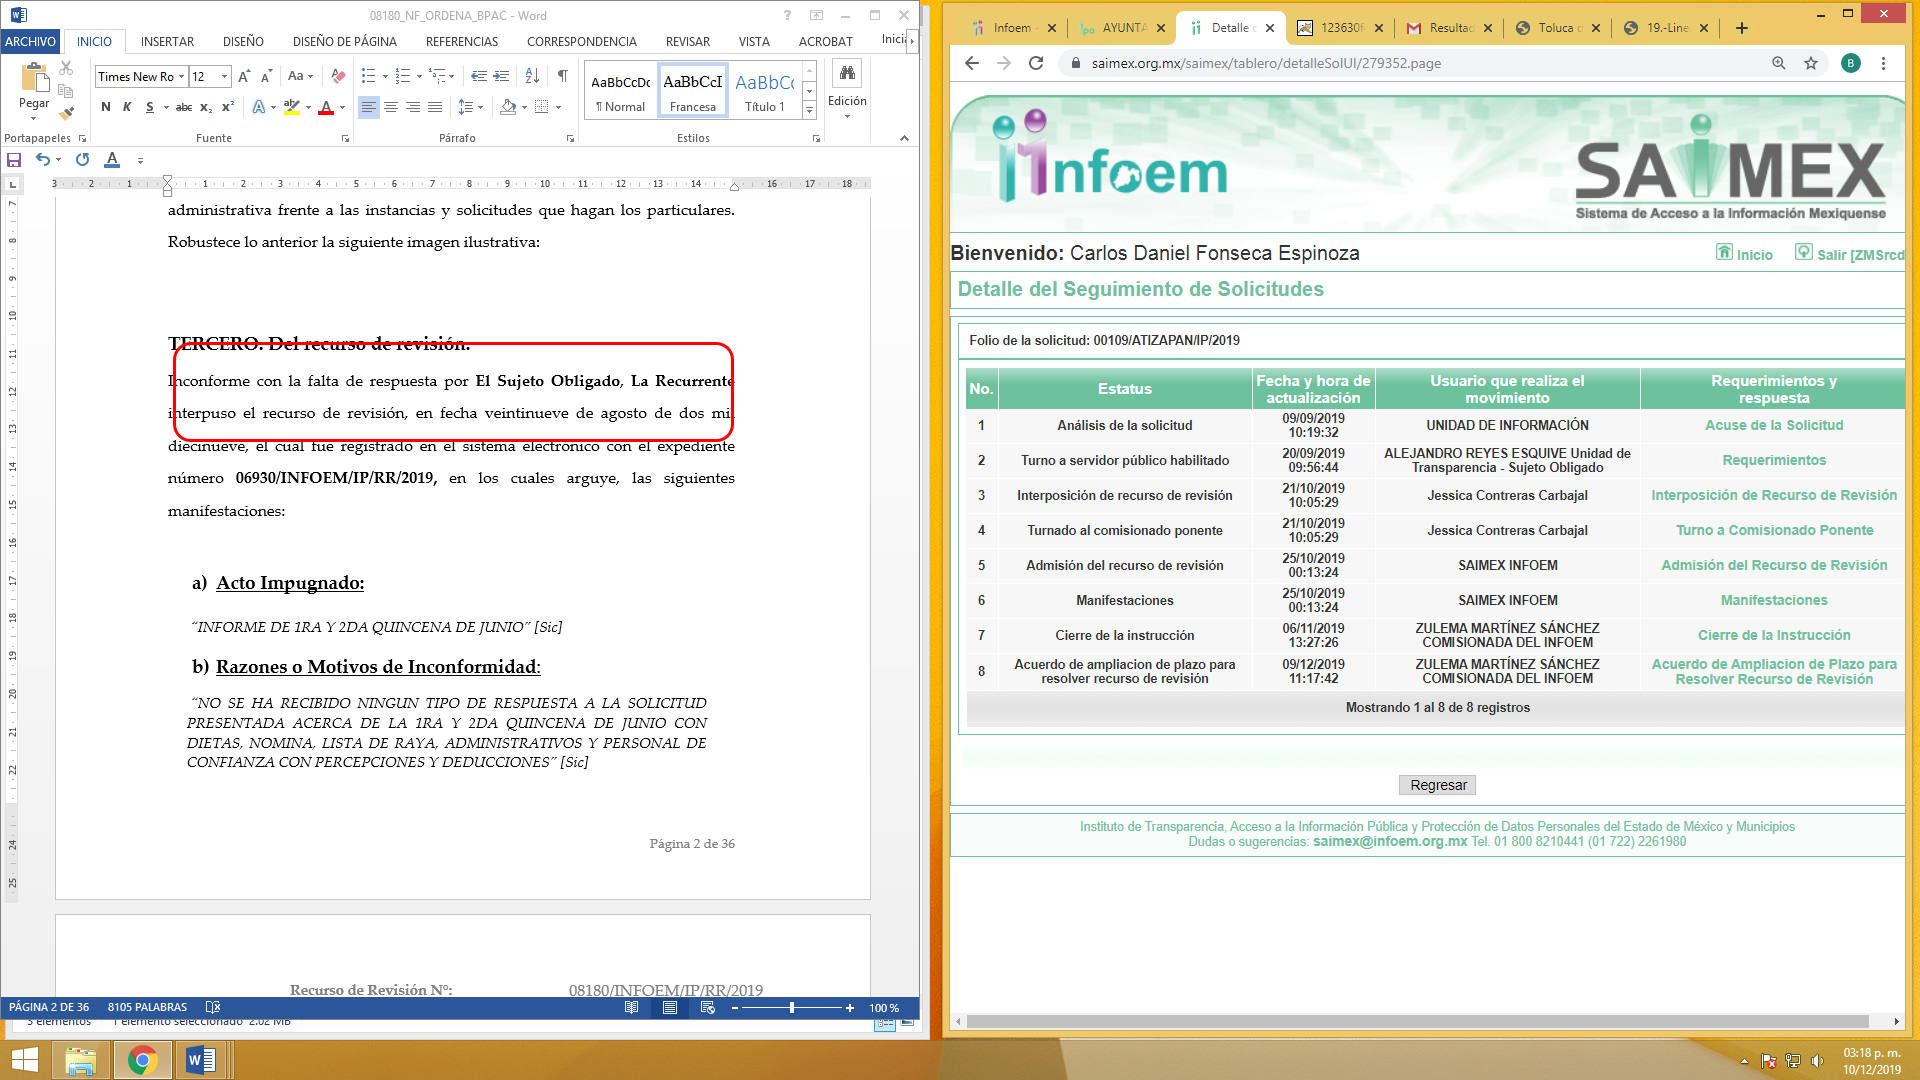 08180_NF_ORDENA_BPAC - Word
ARCHIVO INICIO INSERTAR DISEÑO DISEÑO DE PÁGINA REFERENCIAS CORRESPONDENCIA REVISAR VISTA ACROBAT Inicia
Pegar
Times New Ro 12
AaBbCcDc AaBbCcI AaBbC
¶ Normal Francesa Título 1
Edición
Portapapeles Fuente Párrafo Estilos
administrativa frente a las instancias y solicitudes que hagan los particulares.
Robustece lo anterior la siguiente imagen ilustrativa:
TERCERO. Del recurso de revisión.
Inconforme con la falta de respuesta por El Sujeto Obligado, La Recurrente
interpuso el recurso de revisión, en fecha veintinueve de agosto de dos mil
diecinueve, el cual fue registrado en el sistema electrónico con el expediente
número 06930/INFOEM/IP/RR/2019, en los cuales arguye, las siguientes
manifestaciones:
a) Acto Impugnado:
“INFORME DE 1RA Y 2DA QUINCENA DE JUNIO” [Sic]
b) Razones o Motivos de Inconformidad:
“NO SE HA RECIBIDO NINGUN TIPO DE RESPUESTA A LA SOLICITUD
PRESENTADA ACERCA DE LA 1RA Y 2DA QUINCENA DE JUNIO CON
DIETAS, NOMINA, LISTA DE RAYA, ADMINISTRATIVOS Y PERSONAL DE
CONFIANZA CON PERCEPCIONES Y DEDUCCIONES” [Sic]
Página 2 de 36
Recurso de Revisión N°: 08180/INFOEM/IP/RR/2019
PÁGINA 2 DE 36 8105 PALABRAS 100 %
3 elementos 1 elemento seleccionado 2.02 MB
Infoem AYUNTA Detalle d 123630f Resultad Toluca d 19.-Line
saimex.org.mx/saimex/tablero/detalleSolUI/279352.page
B
infoem
SAIMEX
Sistema de Acceso a la Información Mexiquense
Bienvenido: Carlos Daniel Fonseca Espinoza
Inicio Salir [ZMSrcd
Detalle del Seguimiento de Solicitudes
Folio de la solicitud: 00109/ATIZAPAN/IP/2019
No. Estatus Fecha y hora de actualización Usuario que realiza el movimiento Requerimientos y respuesta
1 Análisis de la solicitud 09/09/2019 10:19:32 UNIDAD DE INFORMACIÓN Acuse de la Solicitud
2 Turno a servidor público habilitado 20/09/2019 09:56:44 ALEJANDRO REYES ESQUIVE Unidad de Transparencia - Sujeto Obligado Requerimientos
3 Interposición de recurso de revisión 21/10/2019 10:05:29 Jessica Contreras Carbajal Interposición de Recurso de Revisión
4 Turnado al comisionado ponente 21/10/2019 10:05:29 Jessica Contreras Carbajal Turno a Comisionado Ponente
5 Admisión del recurso de revisión 25/10/2019 00:13:24 SAIMEX INFOEM Admisión del Recurso de Revisión
6 Manifestaciones 25/10/2019 00:13:24 SAIMEX INFOEM Manifestaciones
7 Cierre de la instrucción 06/11/2019 13:27:26 ZULEMA MARTÍNEZ SÁNCHEZ COMISIONADA DEL INFOEM Cierre de la Instrucción
8 Acuerdo de ampliacion de plazo para resolver recurso de revisión 09/12/2019 11:17:42 ZULEMA MARTÍNEZ SÁNCHEZ COMISIONADA DEL INFOEM Acuerdo de Ampliacion de Plazo para Resolver Recurso de Revisión
Mostrando 1 al 8 de 8 registros
Regresar
Instituto de Transparencia, Acceso a la Información Pública y Protección de Datos Personales del Estado de México y Municipios
Dudas o sugerencias: saimex@infoem.org.mx Tel. 01 800 8210441 (01 722) 2261980
03:18 p. m.
10/12/2019